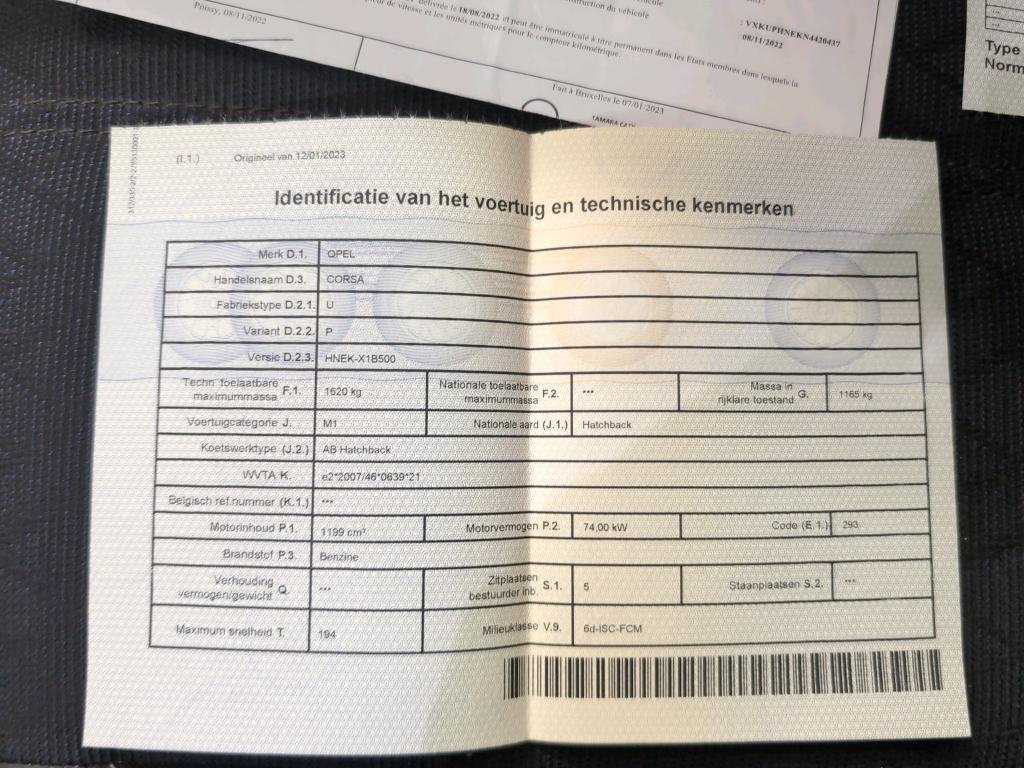 Poissy, 08/11/2022
délivrée le 18/08/2022 et peut être immatriculé à titre permanent dans les Etats membres dans lesquels la
de vitesse et les unités métriques pour le compteur kilométrique.
du véhicule
: VXKUPHNEKN4420437
: 08/11/2022
Fait à Bruxelles le 07/01/2023
TAMARA
Type
Norm
(I.1.) Origineel van 12/01/2023
Identificatie van het voertuig en technische kenmerken
Merk D.1. OPEL
Handelsnaam D.3. CORSA
Fabriekstype D.2.1. U
Variant D.2.2. P
Versie D.2.3. HNEK-X1B500
Techn toelaatbare maximummassa F.1. 1620 kg Nationale toelaatbare maximummassa F.2. *** Massa in rijklare toestand G. 1165 kg
Voertuigcategorie J. M1 Nationale aard (J.1.) Hatchback
Koetswerktype (J.2.) AB Hatchback
WVTA K. e2*2007/46*0639*21
Belgisch ref.nummer (K.1.) ***
Motorinhoud P.1. 1199 cm³ Motorvermogen P.2. 74,00 kW Code (E.1.) 293
Brandstof P.3. Benzine
Verhouding vermogen/gewicht Q. *** Zitplaatsen bestuurder inb. S.1. 5 Staanplaatsen S.2. ***
Maximum snelheid T. 194 Milieuklasse V.9. 6d-ISC-FCM